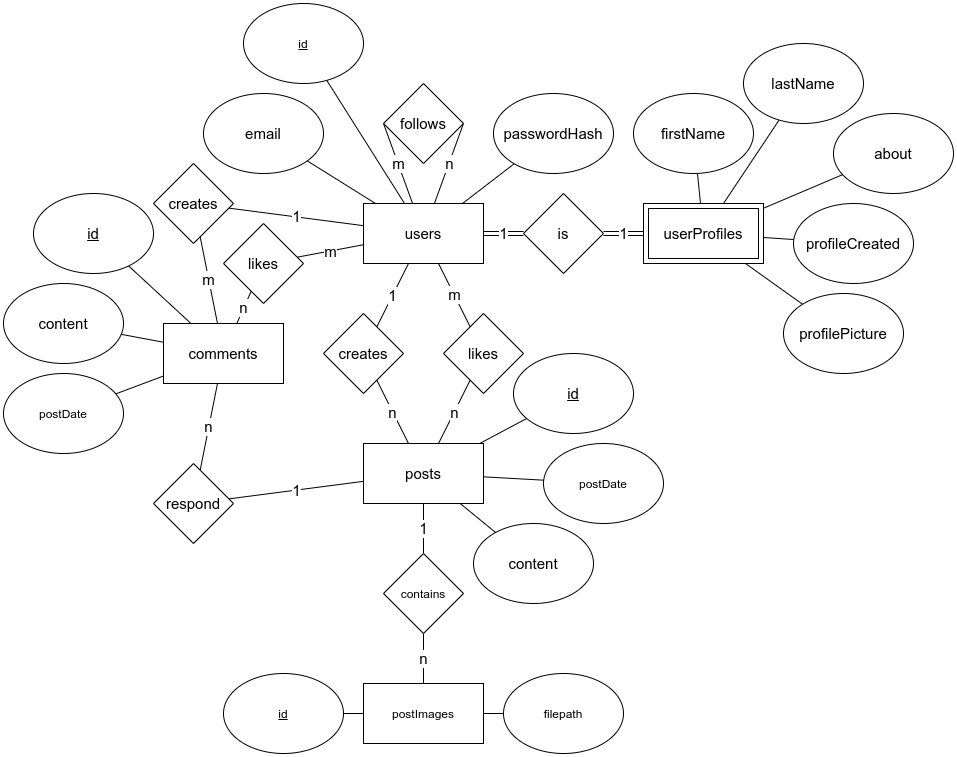 id
lastName
follows
email
passwordHash
firstName
about
m
n
creates
1
users
1
is
1
userProfiles
id
profileCreated
likes
m
m
1
m
n
content
profilePicture
comments
creates
likes
id
postDate
n
n
n
posts
postDate
1
respond
1
content
contains
n
id
postImages
filepath